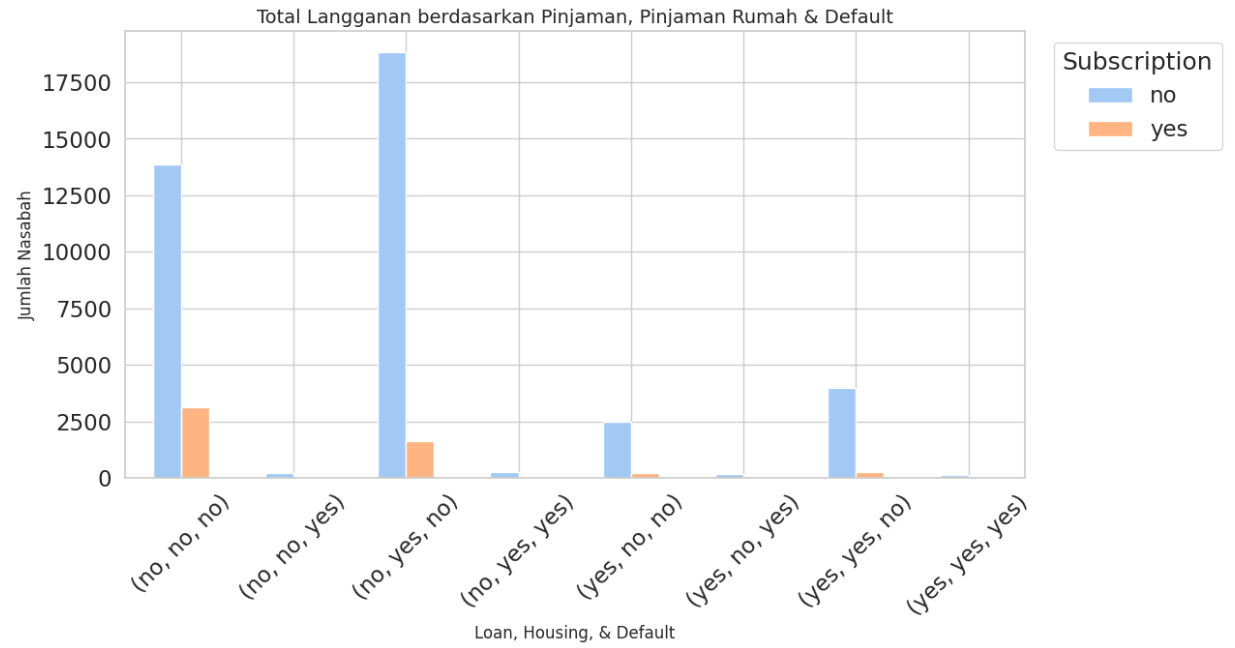 Total Langganan berdasarkan Pinjaman, Pinjaman Rumah & Default
Subscription
no
yes
Jumlah Nasabah
17500
15000
12500
10000
7500
5000
2500
0
(no, no, no)
(no, no, yes)
(no, yes, no)
(no, yes, yes)
(yes, no, no)
(yes, no, yes)
(yes, yes, no)
(yes, yes, yes)
Loan, Housing, & Default